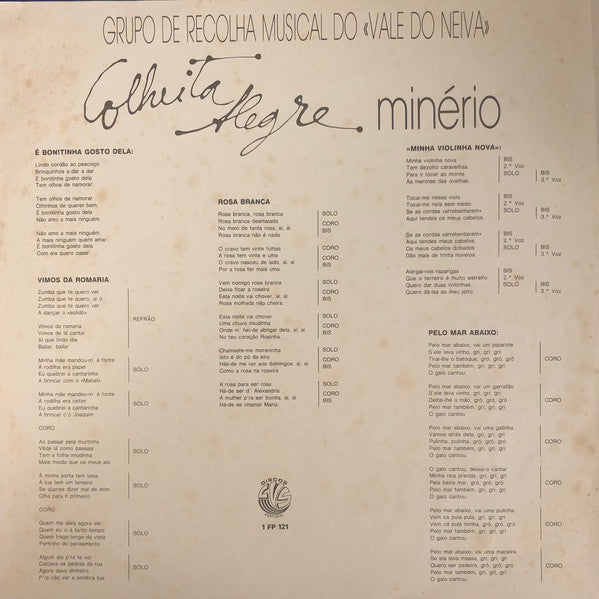 GRUPO DE RECOLHA MUSICAL DO «VALE DO NEIVA»
Colheita Alegre minério
É BONITINHA GOSTO DELA:
Lindo cordão ao pescoço
Brinquinhos a dar a dar.
É bonitinha gosto dela
Tem olhos de namorar.
Tem olhos de namorar
Olhinhos de querer bem.
É bonitinha gosto dela
Não amo a mais ninguém.
Não amo a mais ninguém
A mais ninguém quero amar.
É bonitinha gosto dela
Com ela quero casar.
VIMOS DA ROMARIA
Zumba que te quero ver
Zumba que te quero, ai ó
Zumba que te quero ver
A dançar o «solidó»
REFRÃO
Vimos da romaria
Vimos de lá cantar
Ai que lindo dia
Bailar, bailar
Minha mãe mandou-m' à fonte
A rodilha era papel
Eu quebrei a cantarinha
A brincar com o «Manel»
SOLO
Minha mãe mandou-m' à fonte
A rodilha era cetim
Eu quebrei a cantarinha
A brincar c'o Joaquim
SOLO
CORO
Ao passar pela murtinha
Vêde lá como passais
Tem a folha miudinha
Mais miuda que os meus ais
SOLO
À minha porta tem lama
À tua tem um lameiro
Se queres dizer mal de mim
Olha para ti primeiro
SOLO
CORO
Quem me dera agora ver
Quem eu vi à tanto tempo
Quem trago longe da vista
Pertinho do pensamento
SOLO
Algum dia p'ra te ver
Calcava as pedras da rua
Agora deva dinheiro
P'ra não ver a sombra tua
SOLO
ROSA BRANCA
Rosa branca, rosa branca SOLO
Rosa branca desmaiada CORO
No meio de tanta rosa, ai, ai BIS
Rosa branca não é nada.
O cravo tem vinte folhas CORO
A rosa tem vinte e uma
O cravo nasceu de lado, ai, ai CORO
Por a rosa ter mais uma. BIS
Vem comigo rosa branca SOLO
Deixa ficar a roseira CORO
Esta noite vai chover, ai, ai BIS
Rosa molhada não cheira.
Esta noite vai chover SOLO
Uma chuva miudinha CORO
Onde m' hei-de abrigar dela, ai, ai BIS
No teu coração Rosinha.
Chamaste-me moreninha SOLO
Isto é do pó da eira CORO
Hás-de me ver aos domingos, ai, ai BIS
Como a rosa na roseira
A rosa para ser rosa SOLO
Há-de ser d' Alexandria CORO
A mulher p'ra ser bonita, ai, ai BIS
Há-de se chamar Maria.
DISCOS
PORTUGAL
1 FP 121
«MINHA VIOLINHA NOVA»:
Minha violinha nova BIS
Tem dezoito caravelhas 2.ª Voz
Para ir tocar ao monte SOLO BIS
Às meninas das ovelhas. 3.ª Voz
Tocai-me nessa viola BIS
Tocai-me nela sem medo 2.ª Voz
Se as cordas «arrebentarem» SOLO BIS
Aqui tendes os meus cabelos. 3.ª Voz
Se as cordas «arrebentarem» BIS
Aqui tendes meus cabelos. 2.ª Voz
Os meus cabelos dobados SOLO BIS
Dão mais de trinta novelos. 3.ª Voz
Alargai-vos raparigas BIS
Que o terreiro é muito estreito. 2.ª Voz
Quero dar duas voltinhas SOLO BIS
Quero dá-las ao meu jeito. 3.ª Voz
PELO MAR ABAIXO:
Pelo mar abaixo, vai um piparote
S'ele leva vinho, gri, gri, gri
Tirai-lhe o batoque, gró, gró, gró CORO
Pelo mar também, gri, gri, gri
O galo cantou.
Pelo mar abaixo, vai um garrafão
S'ele leva vinho, gri, gri, gri
Deitei-lhe a mão, gró, gró, gró CORO
Pelo mar também, gri, gri, gri
O galo cantou.
Pelo mar abaixo, vai uma galinha
Vamos atrás dela, gri, gri, gri
Pulinha, pulinha, gró, gró, gró CORO
Pelo mar também, gri, gri, gri
O galo cantou
O galo cantou, deixai-o cantar
Minha rica prenda, gri, gri, gri
Pela beira mar, gró, gró, gró CORO
Pelo mar também, gri, gri, gri
O galo cantou.
Pelo mar abaixo, vai uma pulinha
Vem cá pula pula, gri, gri, gri
Vem cá pula minha, gró, gró, gró CORO
Pelo mar também, gri, gri, gri
O galo cantou.
Pelo mar abaixo, vai uma maceira
Se ela leva massa, gri, gri, gri
Quero ser padeira, gró, gró, gró CORO
Pelo mar também, gri, gri, gri
O galo cantou.